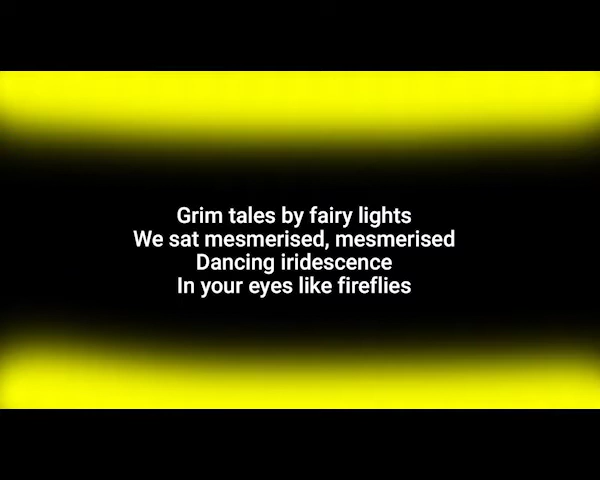 Grim tales by fairy lights
We sat mesmerised, mesmerised
Dancing iridescence
In your eyes like fireflies